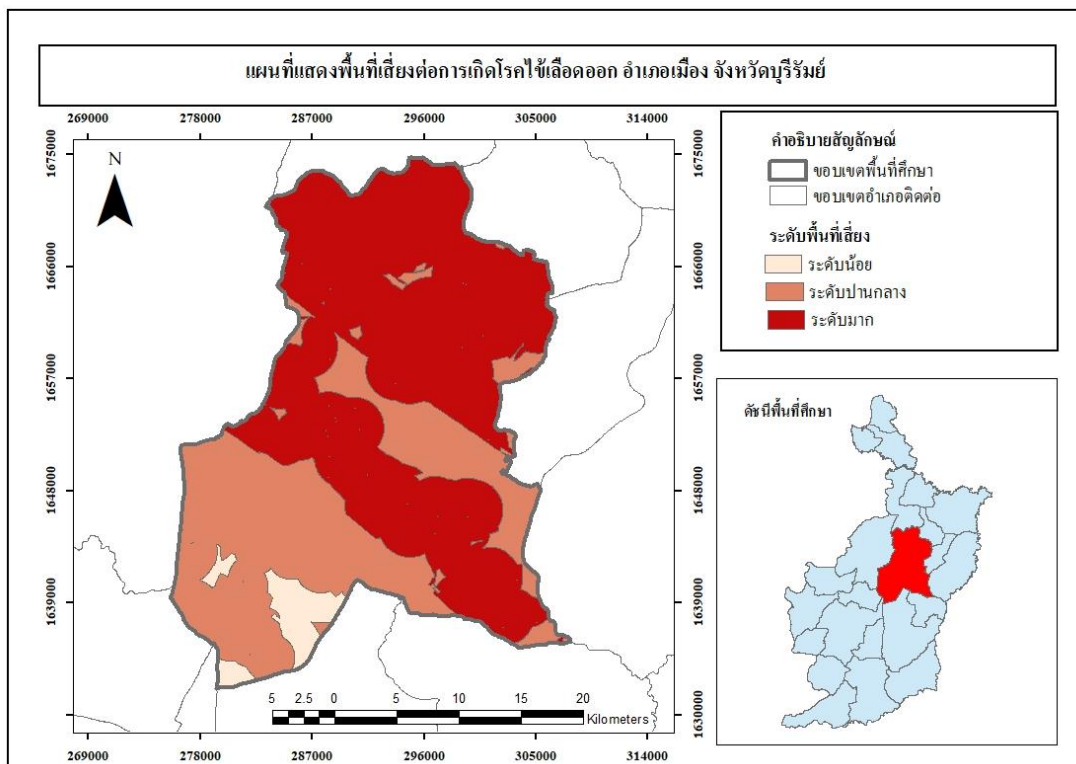 แผนที่แสดงพื้นที่เสี่ยงต่อการเกิดโรคไข้เลือดออก อำเภอเมือง จังหวัดบุรีรัมย์
269000 278000 287000 296000 305000 314000
1675000
1666000
1657000
1648000
1639000
1630000
N
5 2.5 0 5 10 15 20
Kilometers
1675000
1666000
1657000
1648000
1639000
1630000
269000 278000 287000 296000 305000 314000
คำอธิบายสัญลักษณ์
ขอบเขตพื้นที่ศึกษา
ขอบเขตอำเภอติดต่อ
ระดับพื้นที่เสี่ยง
ระดับน้อย
ระดับปานกลาง
ระดับมาก
ดัชนีพื้นที่ศึกษา